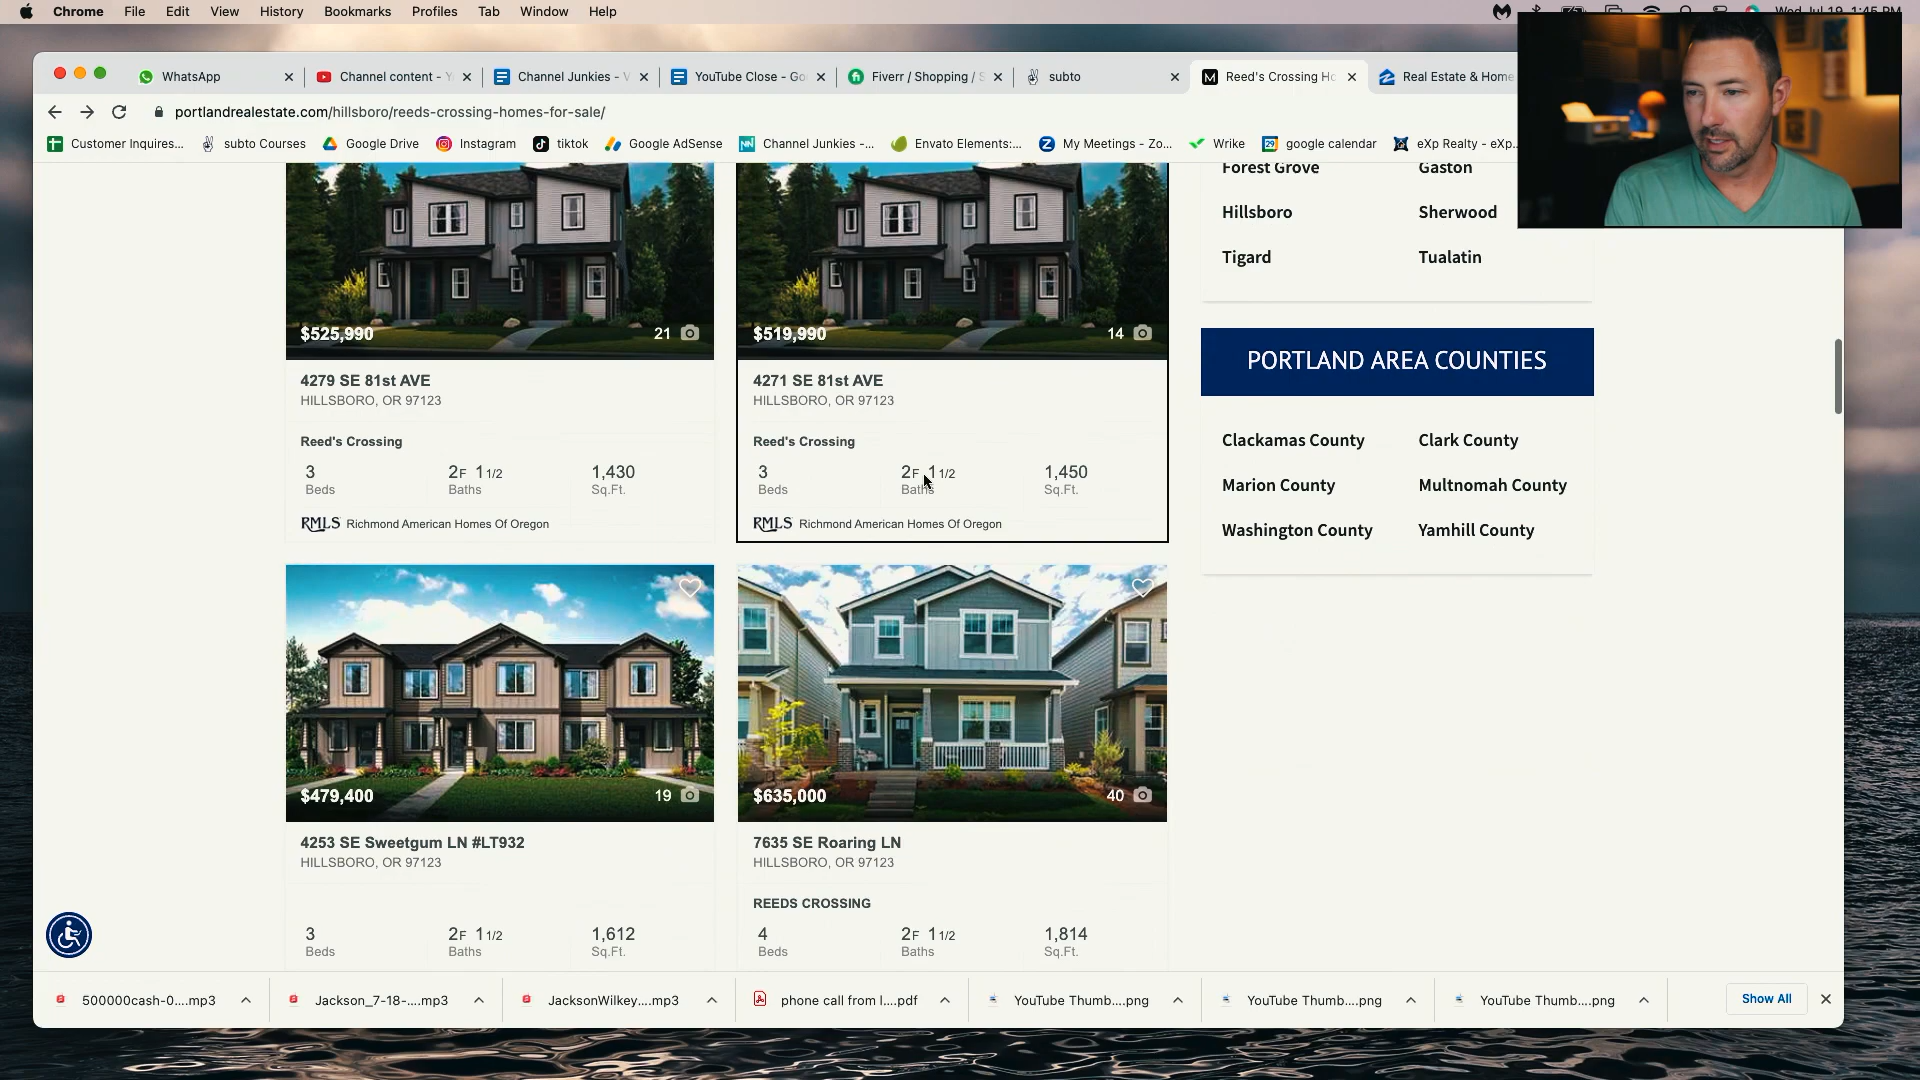 Chrome File Edit View History Bookmarks Profiles Tab Window Help
WhatsApp
Channel content -
Channel Junkies -
YouTube Close - Go
Fiverr / Shopping /
subto
Reed's Crossing Ho
Real Estate & Home
portlandrealestate.com/hillsboro/reeds-crossing-homes-for-sale/
Customer Inquires... subto Courses Google Drive Instagram tiktok Google AdSense Channel Junkies -... Envato Elements:... My Meetings - Zo... Wrike google calendar eXp Realty - eXp...
$525,990 21
4279 SE 81st AVE
HILLSBORO, OR 97123
Reed's Crossing
3 2F 1 1/2 1,430
Beds Baths Sq.Ft.
RMLS Richmond American Homes Of Oregon
$519,990 14
4271 SE 81st AVE
HILLSBORO, OR 97123
Reed's Crossing
3 2F 1 1/2 1,450
Beds Baths Sq.Ft.
RMLS Richmond American Homes Of Oregon
$479,400 19
4253 SE Sweetgum LN #LT932
HILLSBORO, OR 97123
3 2F 1 1/2 1,612
Beds Baths Sq.Ft.
$635,000 40
7635 SE Roaring LN
HILLSBORO, OR 97123
REEDS CROSSING
4 2F 1 1/2 1,814
Beds Baths Sq.Ft.
Forest Grove Gaston
Hillsboro Sherwood
Tigard Tualatin
PORTLAND AREA COUNTIES
Clackamas County Clark County
Marion County Multnomah County
Washington County Yamhill County
500000cash-0....mp3
Jackson_7-18-....mp3
JacksonWilkey....mp3
phone call from l....pdf
YouTube Thumb....png
YouTube Thumb....png
YouTube Thumb....png
Show All